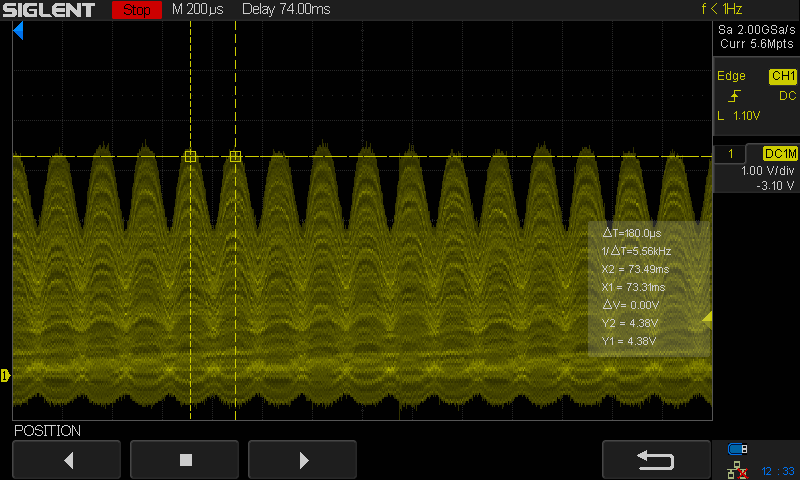 SIGLENT Stop M 200µs Delay 74.00ms f < 1Hz
Sa 2.00GSa/s
Curr 5.6Mpts
Edge CH1
DC
L 1.10V
1 DC1M
1.00 V/div
-3.10 V
△T=180.0µs
1/△T=5.56kHz
X2 = 73.49ms
X1 = 73.31ms
△V= 0.00V
Y2 = 4.38V
Y1 = 4.38V
1
POSITION
12:33